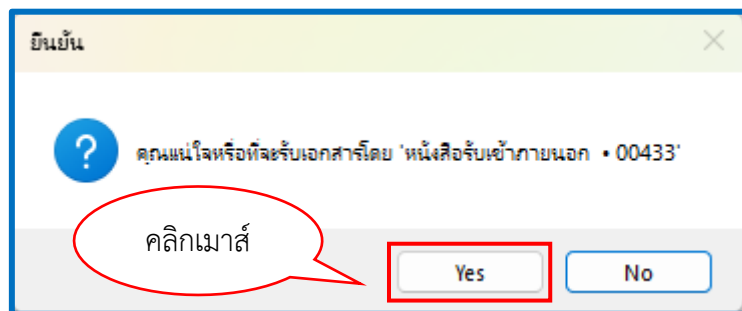 ยืนยัน
คุณแน่ใจหรือที่จะรับเอกสารโดย 'หนังสือรับเข้าภายนอก • 00433'
คลิกเมาส์
Yes No